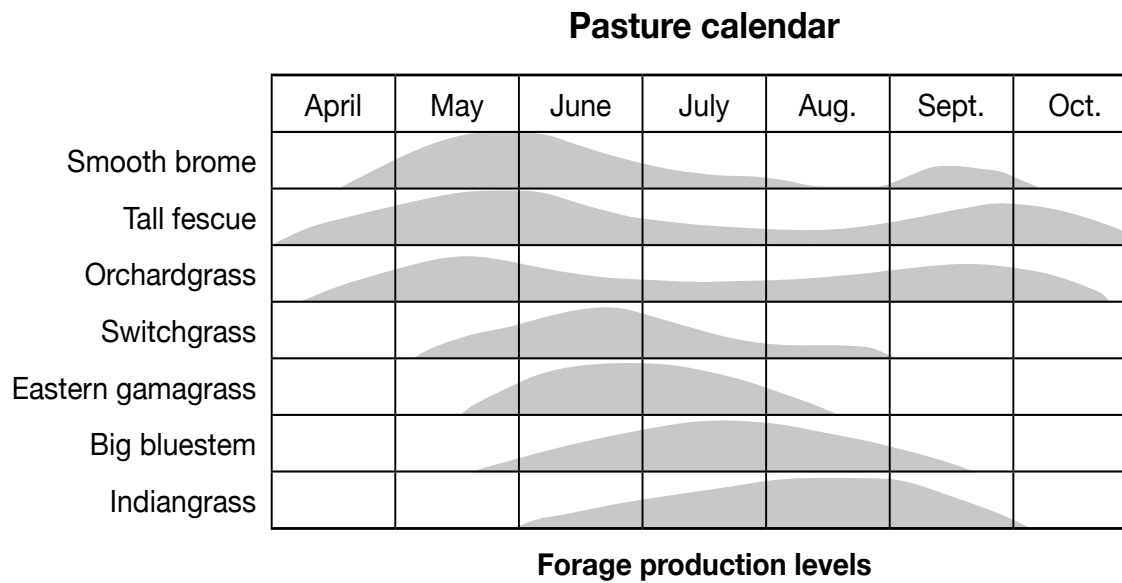 Pasture calendar
April May June July Aug. Sept. Oct.
Smooth brome
Tall fescue
Orchardgrass
Switchgrass
Eastern gamagrass
Big bluestem
Indiangrass
Forage production levels